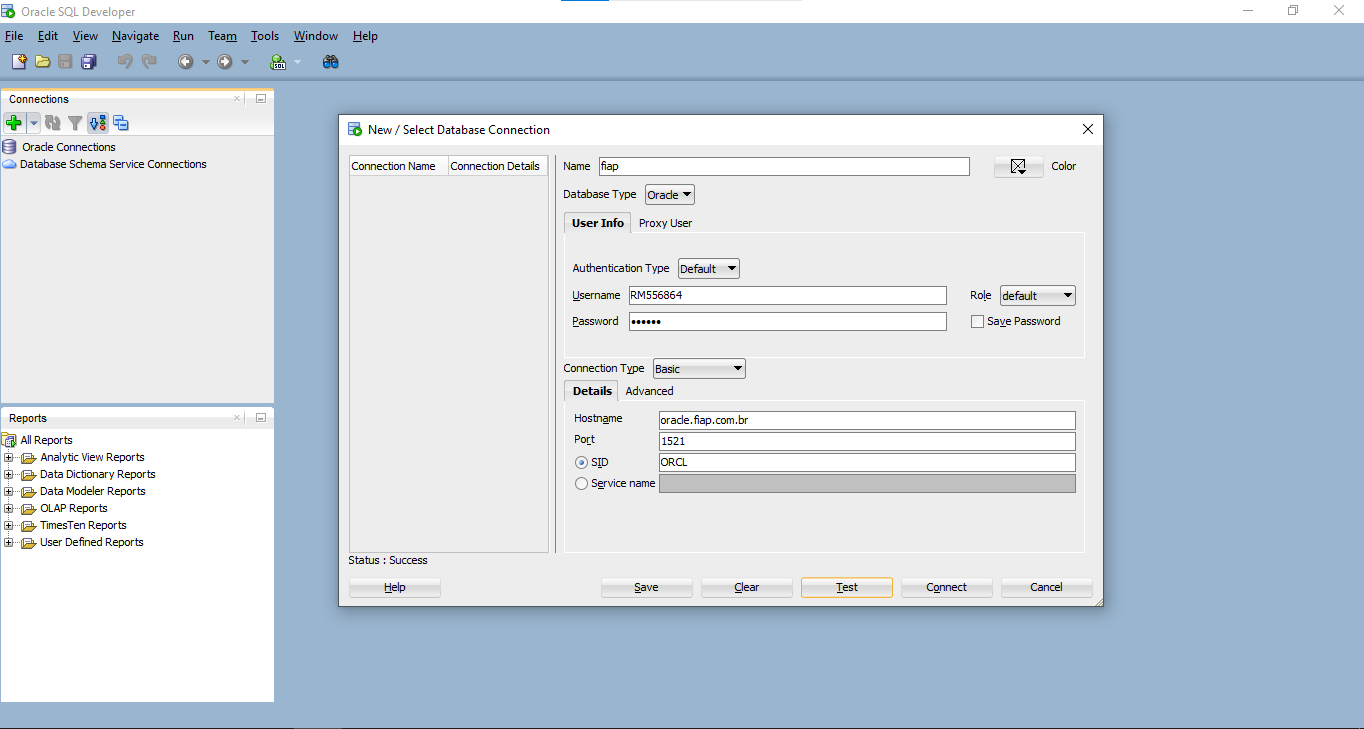 Oracle SQL Developer
File Edit View Navigate Run Team Tools Window Help
SQL
Connections
Oracle Connections
Database Schema Service Connections
Reports
All Reports
Analytic View Reports
Data Dictionary Reports
Data Modeler Reports
OLAP Reports
TimesTen Reports
User Defined Reports
New / Select Database Connection
Connection Name Connection Details
Name fiap Color
Database Type Oracle
User Info Proxy User
Authentication Type Default
Username RM556864 Role default
Password •••••• Save Password
Connection Type Basic
Details Advanced
Hostname oracle.fiap.com.br
Port 1521
SID ORCL
Service name
Status : Success
Help Save Clear Test Connect Cancel